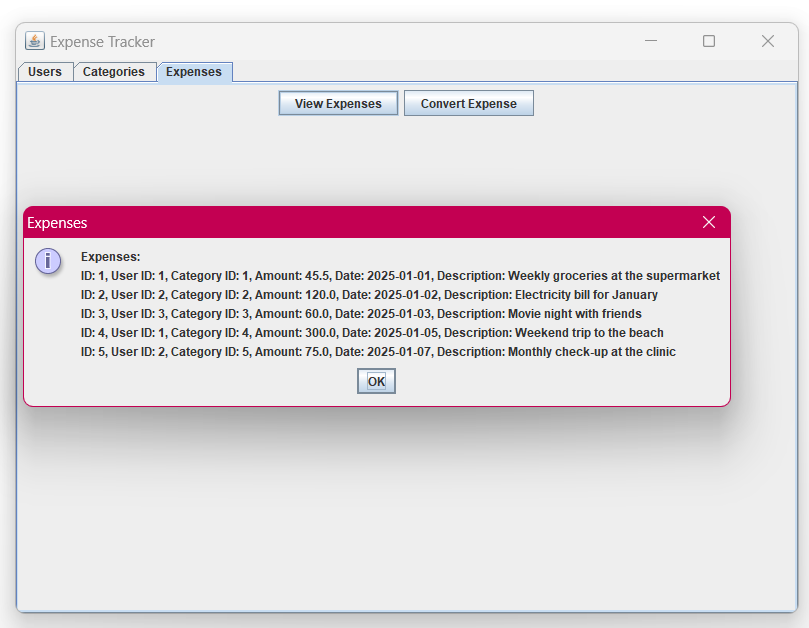 Expense Tracker
Users Categories Expenses
View Expenses Convert Expense
Expenses
Expenses:
ID: 1, User ID: 1, Category ID: 1, Amount: 45.5, Date: 2025-01-01, Description: Weekly groceries at the supermarket
ID: 2, User ID: 2, Category ID: 2, Amount: 120.0, Date: 2025-01-02, Description: Electricity bill for January
ID: 3, User ID: 3, Category ID: 3, Amount: 60.0, Date: 2025-01-03, Description: Movie night with friends
ID: 4, User ID: 1, Category ID: 4, Amount: 300.0, Date: 2025-01-05, Description: Weekend trip to the beach
ID: 5, User ID: 2, Category ID: 5, Amount: 75.0, Date: 2025-01-07, Description: Monthly check-up at the clinic
OK